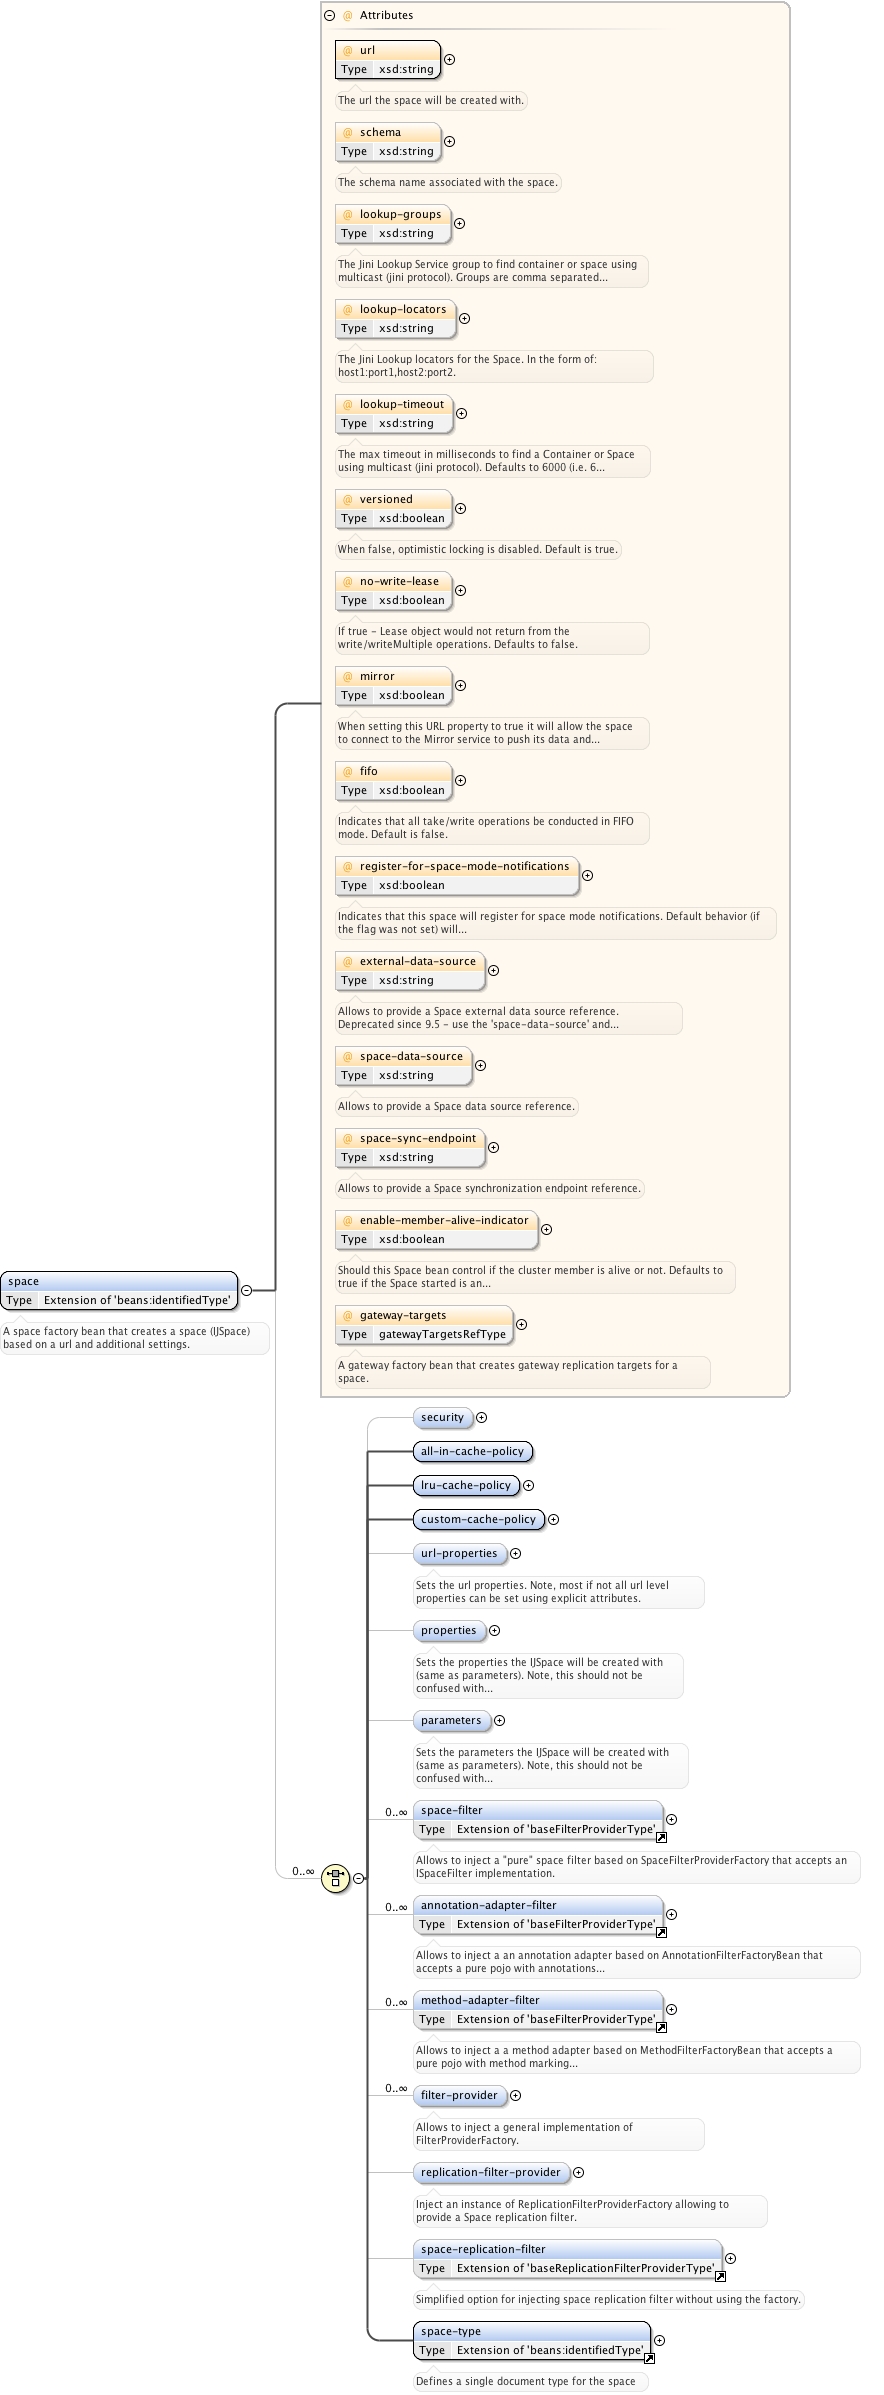 @ Attributes
@ url
Type xsd:string
The url the space will be created with.
@ schema
Type xsd:string
The schema name associated with the space.
@ lookup-groups
Type xsd:string
The Jini Lookup Service group to find container or space using
multicast (jini protocol). Groups are comma separated...
@ lookup-locators
Type xsd:string
The Jini Lookup locators for the Space. In the form of:
host1:port1,host2:port2.
@ lookup-timeout
Type xsd:string
The max timeout in milliseconds to find a Container or Space
using multicast (jini protocol). Defaults to 6000 (i.e. 6...
@ versioned
Type xsd:boolean
When false, optimistic locking is disabled. Default is true.
@ no-write-lease
Type xsd:boolean
If true - Lease object would not return from the
write/writeMultiple operations. Defaults to false.
@ mirror
Type xsd:boolean
When setting this URL property to true it will allow the space
to connect to the Mirror service to push its data and...
@ fifo
Type xsd:boolean
Indicates that all take/write operations be conducted in FIFO
mode. Default is false.
@ register-for-space-mode-notifications
Type xsd:boolean
Indicates that this space will register for space mode notifications. Default behavior (if
the flag was not set) will...
@ external-data-source
Type xsd:string
Allows to provide a Space external data source reference.
Deprecated since 9.5 - use the 'space-data-source' and...
@ space-data-source
Type xsd:string
Allows to provide a Space data source reference.
@ space-sync-endpoint
Type xsd:string
Allows to provide a Space synchronization endpoint reference.
@ enable-member-alive-indicator
Type xsd:boolean
Should this Space bean control if the cluster member is alive or not. Defaults to
true if the Space started is an...
@ gateway-targets
Type gatewayTargetsRefType
A gateway factory bean that creates gateway replication targets for a
space.
space
Type Extension of 'beans:identifiedType'
A space factory bean that creates a space (IJSpace)
based on a url and additional settings.
0..∞
security
all-in-cache-policy
lru-cache-policy
custom-cache-policy
url-properties
Sets the url properties. Note, most if not all url level
properties can be set using explicit attributes.
properties
Sets the properties the IJSpace will be created with
(same as parameters). Note, this should not be
confused with...
parameters
Sets the parameters the IJSpace will be created with
(same as parameters). Note, this should not be
confused with...
0..∞
space-filter
Type Extension of 'baseFilterProviderType'
Allows to inject a "pure" space filter based on SpaceFilterProviderFactory that accepts an
ISpaceFilter implementation.
0..∞
annotation-adapter-filter
Type Extension of 'baseFilterProviderType'
Allows to inject a an annotation adapter based on AnnotationFilterFactoryBean that
accepts a pure pojo with annotations...
0..∞
method-adapter-filter
Type Extension of 'baseFilterProviderType'
Allows to inject a a method adapter based on MethodFilterFactoryBean that accepts a
pure pojo with method marking...
0..∞
filter-provider
Allows to inject a general implementation of
FilterProviderFactory.
replication-filter-provider
Inject an instance of ReplicationFilterProviderFactory allowing to
provide a Space replication filter.
space-replication-filter
Type Extension of 'baseReplicationFilterProviderType'
Simplified option for injecting space replication filter without using the factory.
space-type
Type Extension of 'beans:identifiedType'
Defines a single document type for the space